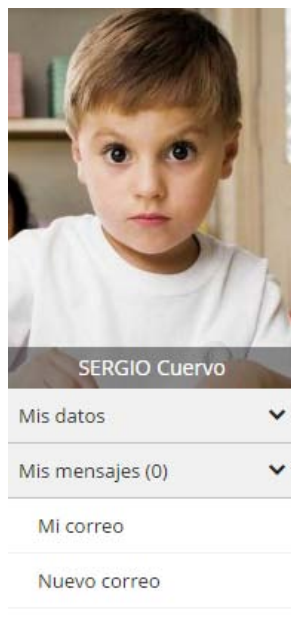 SERGIO Cuervo
Mis datos
Mis mensajes (0)
Mi correo
Nuevo correo